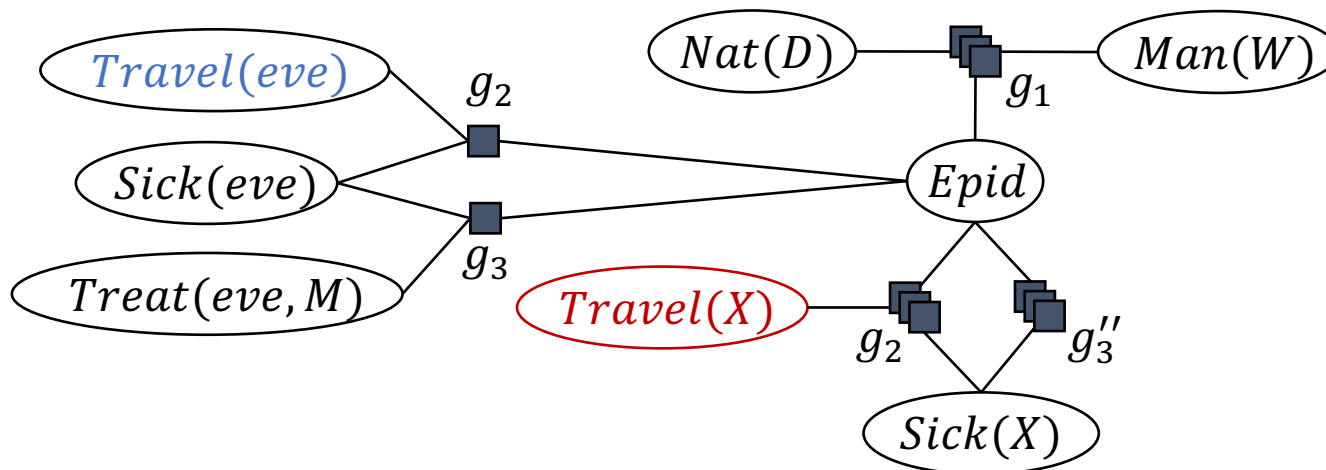 Travel(eve)
g₂
Nat(D)
g₁
Man(W)
Sick(eve)
Epid
g₃
Treat(eve, M)
Travel(X)
g₂
g₃′′
Sick(X)